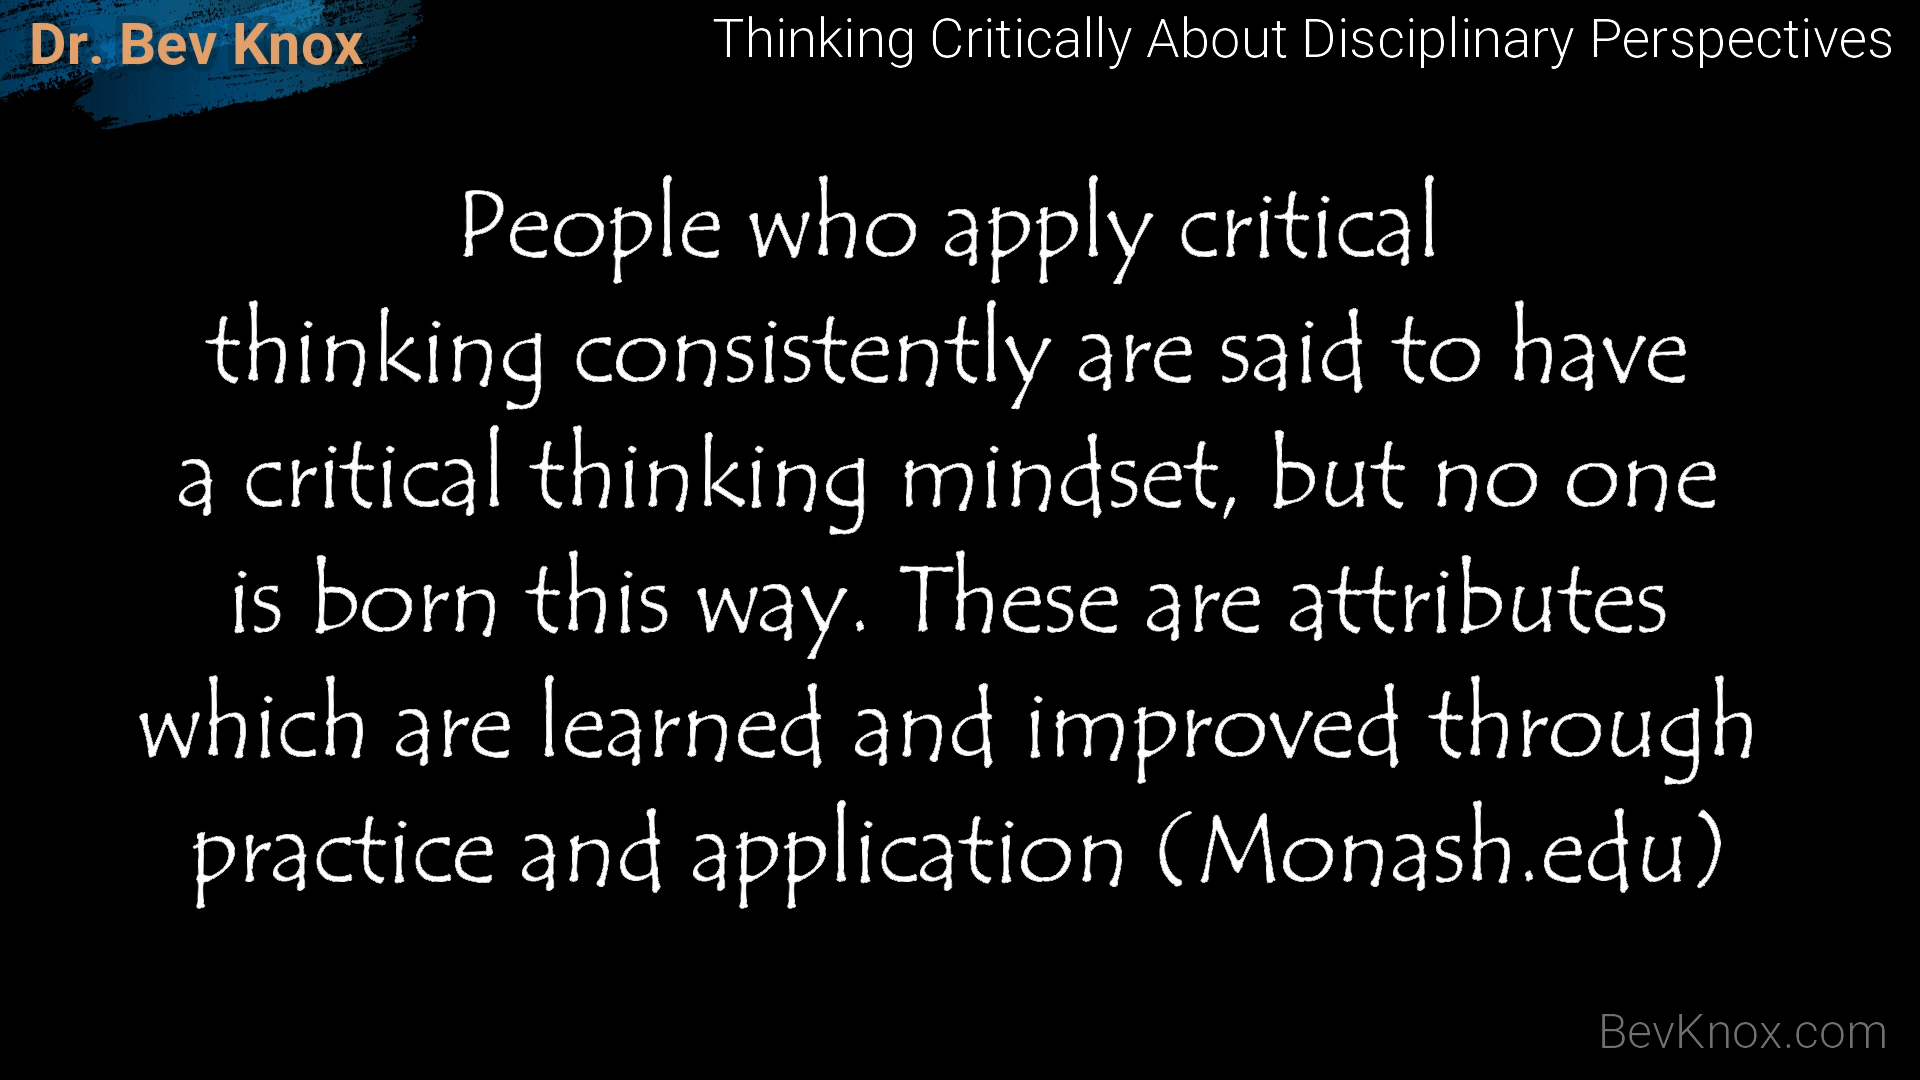 Dr. Bev Knox
Thinking Critically About Disciplinary Perspectives
People who apply critical
thinking consistently are said to have
a critical thinking mindset, but no one
is born this way. These are attributes
which are learned and improved through
practice and application (Monash.edu)
BevKnox.com